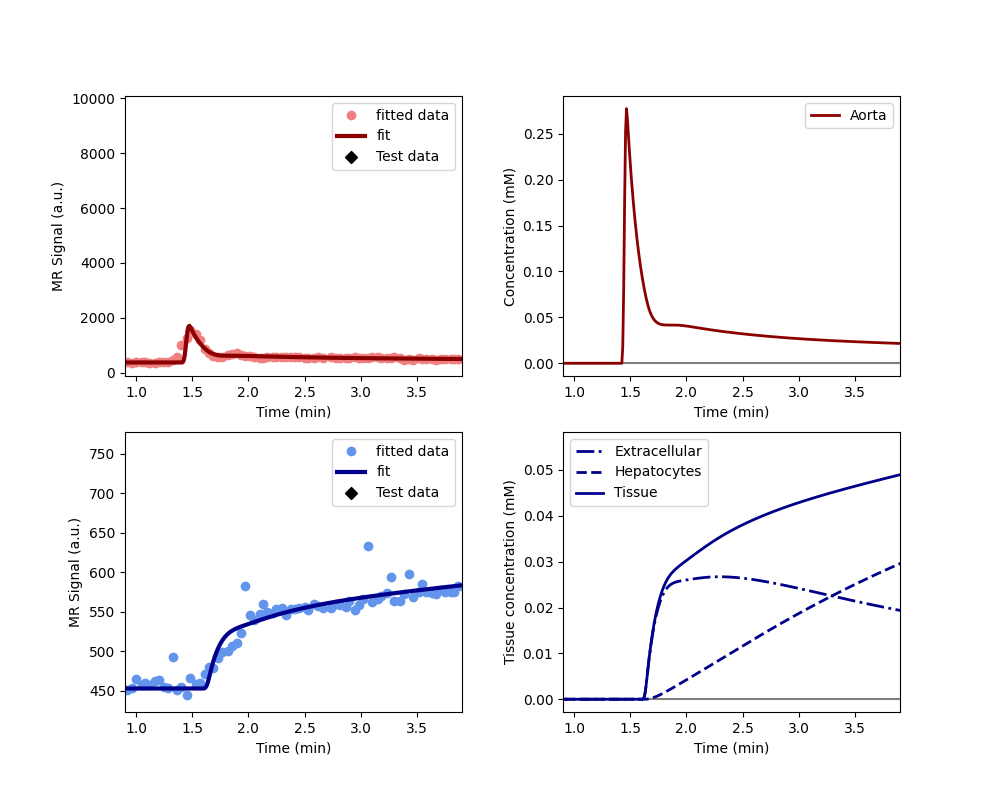 10000
8000
6000
4000
2000
0
MR Signal (a.u.)
fitted data
fit
Test data
1.0 1.5 2.0 2.5 3.0 3.5
Time (min)
0.25
0.20
0.15
0.10
0.05
0.00
Concentration (mM)
Aorta
1.0 1.5 2.0 2.5 3.0 3.5
Time (min)
750
700
650
600
550
500
450
MR Signal (a.u.)
fitted data
fit
Test data
1.0 1.5 2.0 2.5 3.0 3.5
Time (min)
0.05
0.04
0.03
0.02
0.01
0.00
Tissue concentration (mM)
Extracellular
Hepatocytes
Tissue
1.0 1.5 2.0 2.5 3.0 3.5
Time (min)